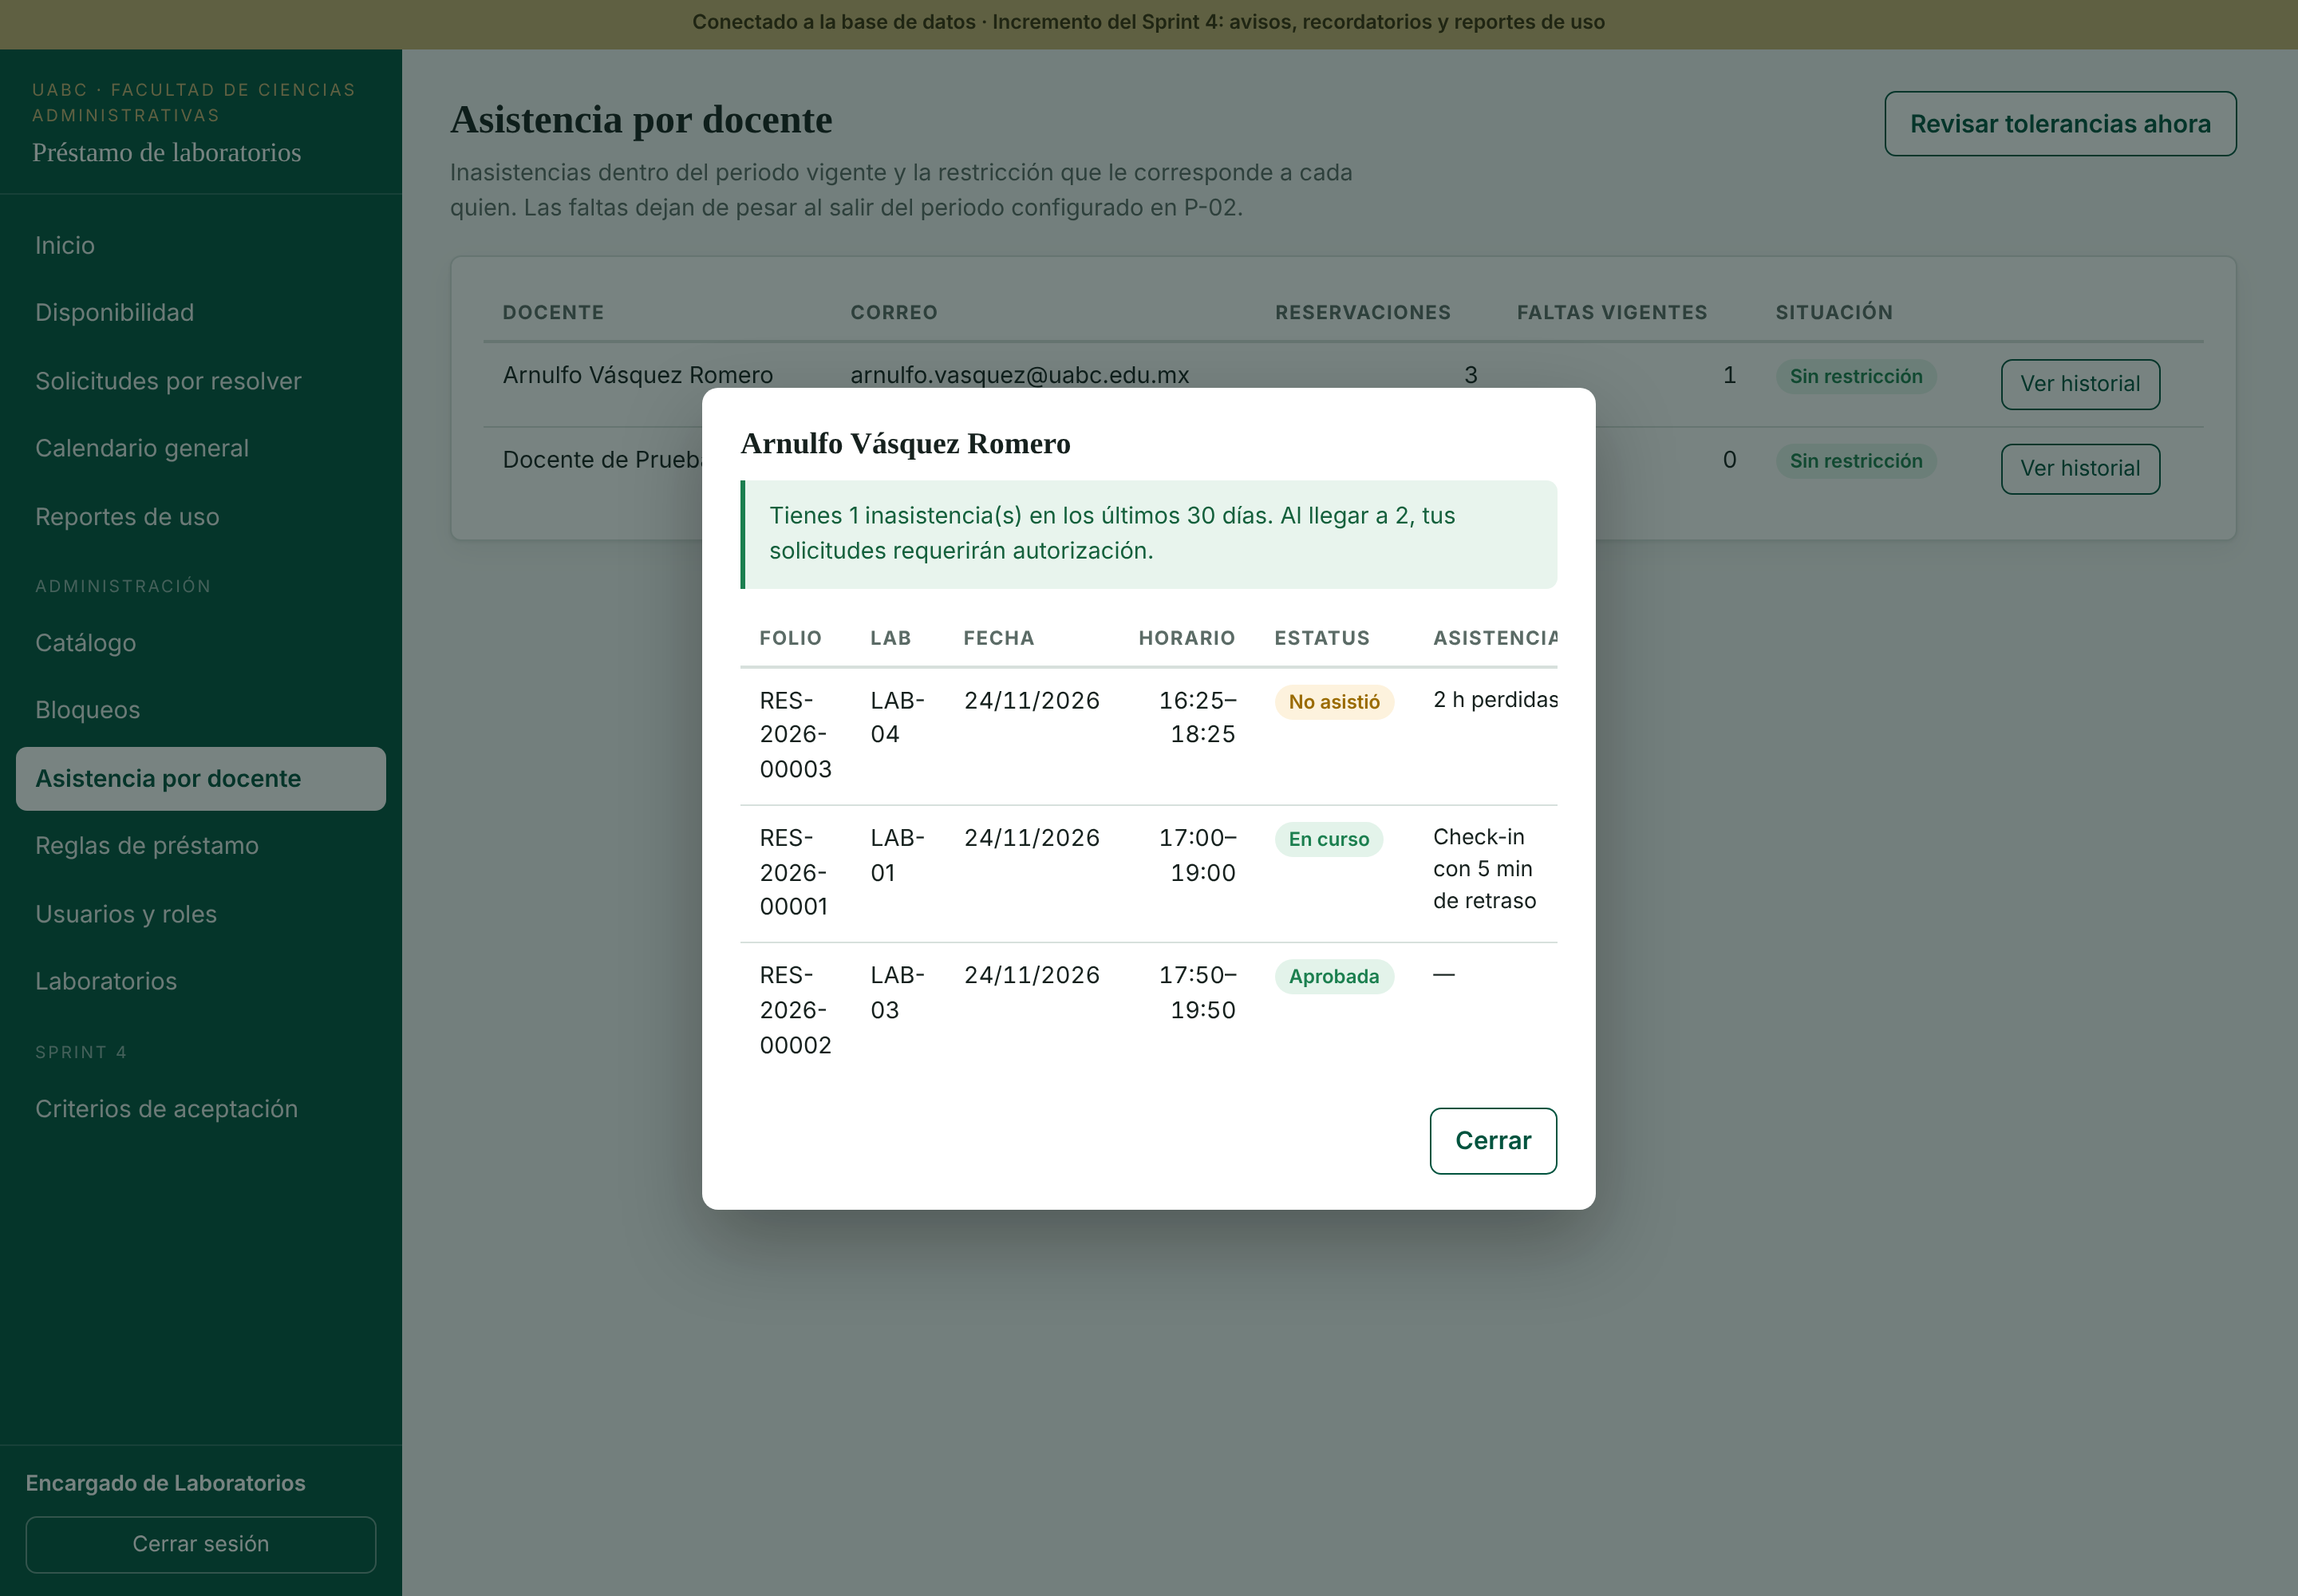 Conectado a la base de datos · Incremento del Sprint 4: avisos, recordatorios y reportes de uso
UABC · FACULTAD DE CIENCIAS
ADMINISTRATIVAS
Préstamo de laboratorios
Inicio
Disponibilidad
Solicitudes por resolver
Calendario general
Reportes de uso
ADMINISTRACIÓN
Catálogo
Bloqueos
Asistencia por docente
Reglas de préstamo
Usuarios y roles
Laboratorios
SPRINT 4
Criterios de aceptación
Encargado de Laboratorios
Cerrar sesión
Asistencia por docente
Revisar tolerancias ahora
Inasistencias dentro del periodo vigente y la restricción que le corresponde a cada
quien. Las faltas dejan de pesar al salir del periodo configurado en P-02.
DOCENTE CORREO RESERVACIONES FALTAS VIGENTES SITUACIÓN
Arnulfo Vásquez Romero arnulfo.vasquez@uabc.edu.mx 3 1 Sin restricción Ver historial
Docente de Prueba 0 Sin restricción Ver historial
Arnulfo Vásquez Romero
Tienes 1 inasistencia(s) en los últimos 30 días. Al llegar a 2, tus
solicitudes requerirán autorización.
FOLIO LAB FECHA HORARIO ESTATUS ASISTENCIA
RES- LAB- 24/11/2026 16:25– No asistió 2 h perdidas
2026- 04 18:25
00003
RES- LAB- 24/11/2026 17:00– En curso Check-in
2026- 01 19:00 con 5 min
00001 de retraso
RES- LAB- 24/11/2026 17:50– Aprobada —
2026- 03 19:50
00002
Cerrar